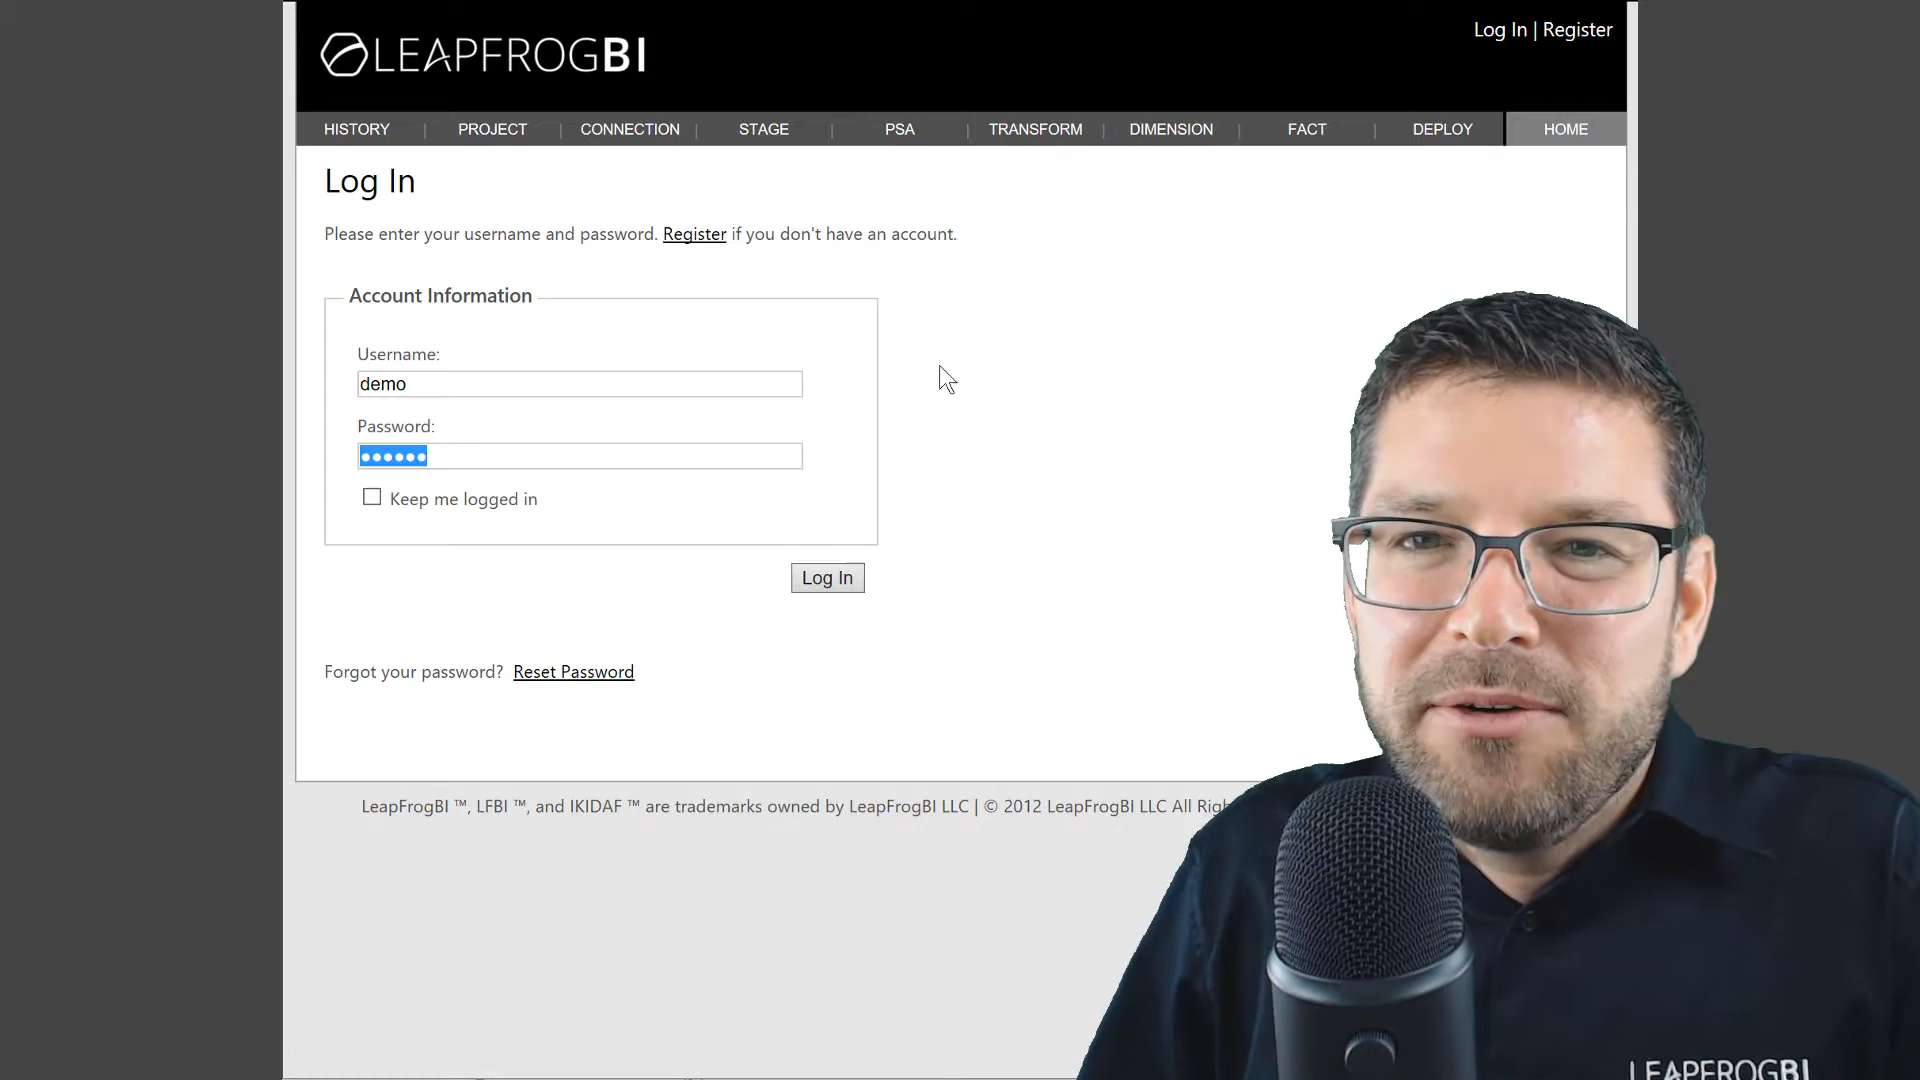 LEAPFROGBI
Log In | Register
HISTORY | PROJECT | CONNECTION | STAGE | PSA | TRANSFORM | DIMENSION | FACT | DEPLOY HOME
Log In
Please enter your username and password. Register if you don't have an account.
Account Information
Username:
demo
Password:
••••••
Keep me logged in
Log In
Forgot your password? Reset Password
LeapFrogBI ™, LFBI ™, and IKIDAF ™ are trademarks owned by LeapFrogBI LLC | © 2012 LeapFrogBI LLC All
LEAPFROGBI